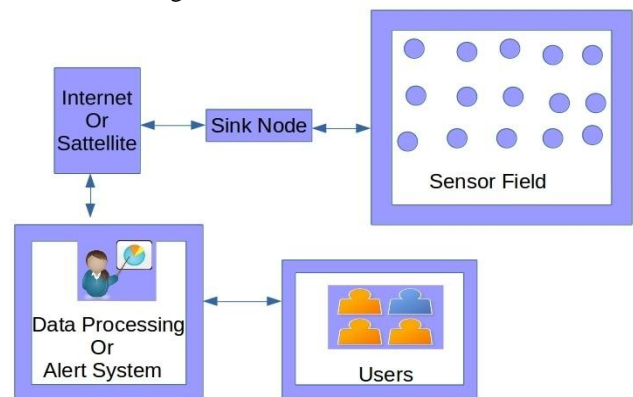 Internet
Or
Sattellite
Sink Node
Sensor Field
Data Processing
Or
Alert System
Users